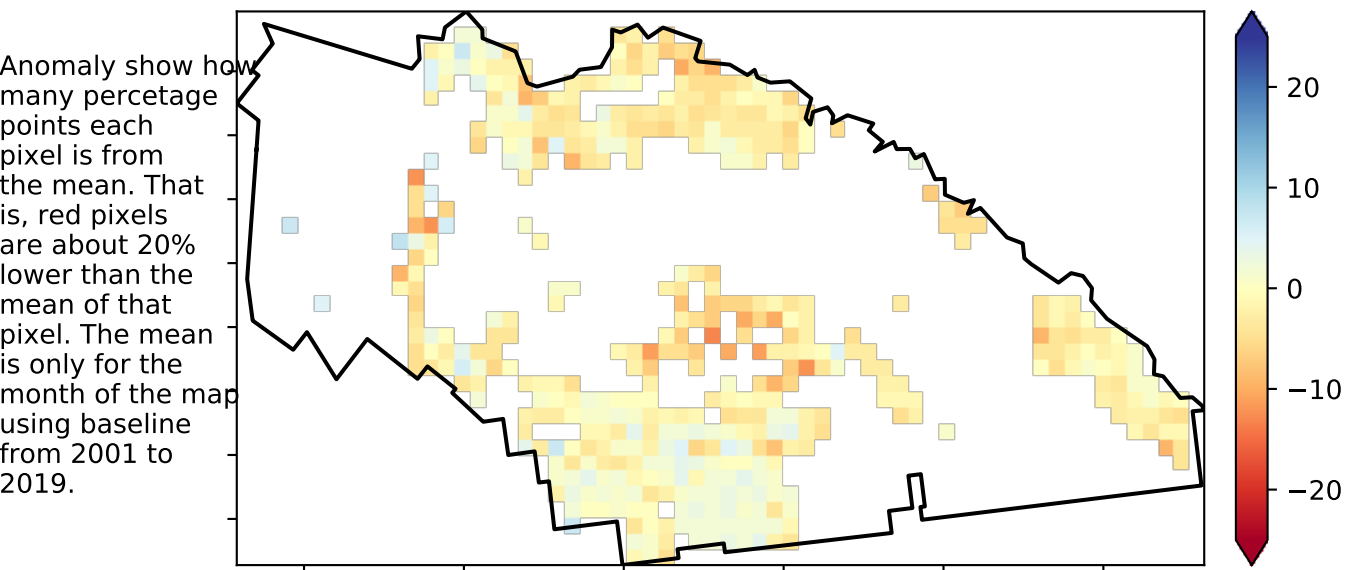 Anomaly show how
many percetage
points each
pixel is from
the mean. That
is, red pixels
are about 20%
lower than the
mean of that
pixel. The mean
is only for the
month of the map
using baseline
from 2001 to
2019.
20
10
0
−10
−20